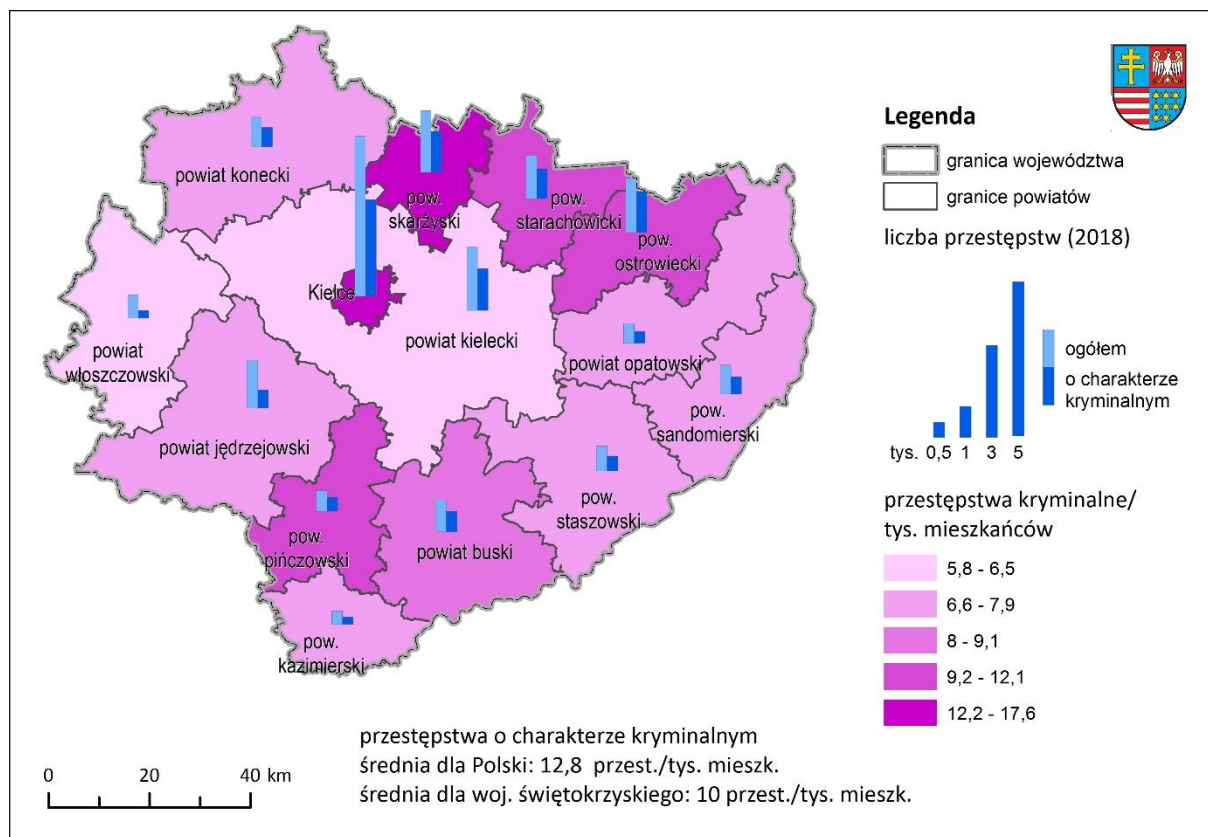 Legenda
granica województwa
granice powiatów
liczba przestępstw (2018)
ogółem
o charakterze
kryminalnym
tys. 0,5 1 3 5
przestępstwa kryminalne/
tys. mieszkańców
5,8 - 6,5
6,6 - 7,9
8 - 9,1
9,2 - 12,1
12,2 - 17,6
powiat konecki
pow.
skarżyski
pow.
starachowicki
pow.
ostrowiecki
Kielce
powiat kielecki
powiat
włoszczowski
powiat opatowski
pow.
sandomierski
powiat jędrzejowski
pow.
staszowski
pow.
pińczowski
powiat buski
pow.
kazimierski
przestępstwa o charakterze kryminalnym
średnia dla Polski: 12,8 przest./tys. mieszk.
średnia dla woj. świętokrzyskiego: 10 przest./tys. mieszk.
0 20 40 km